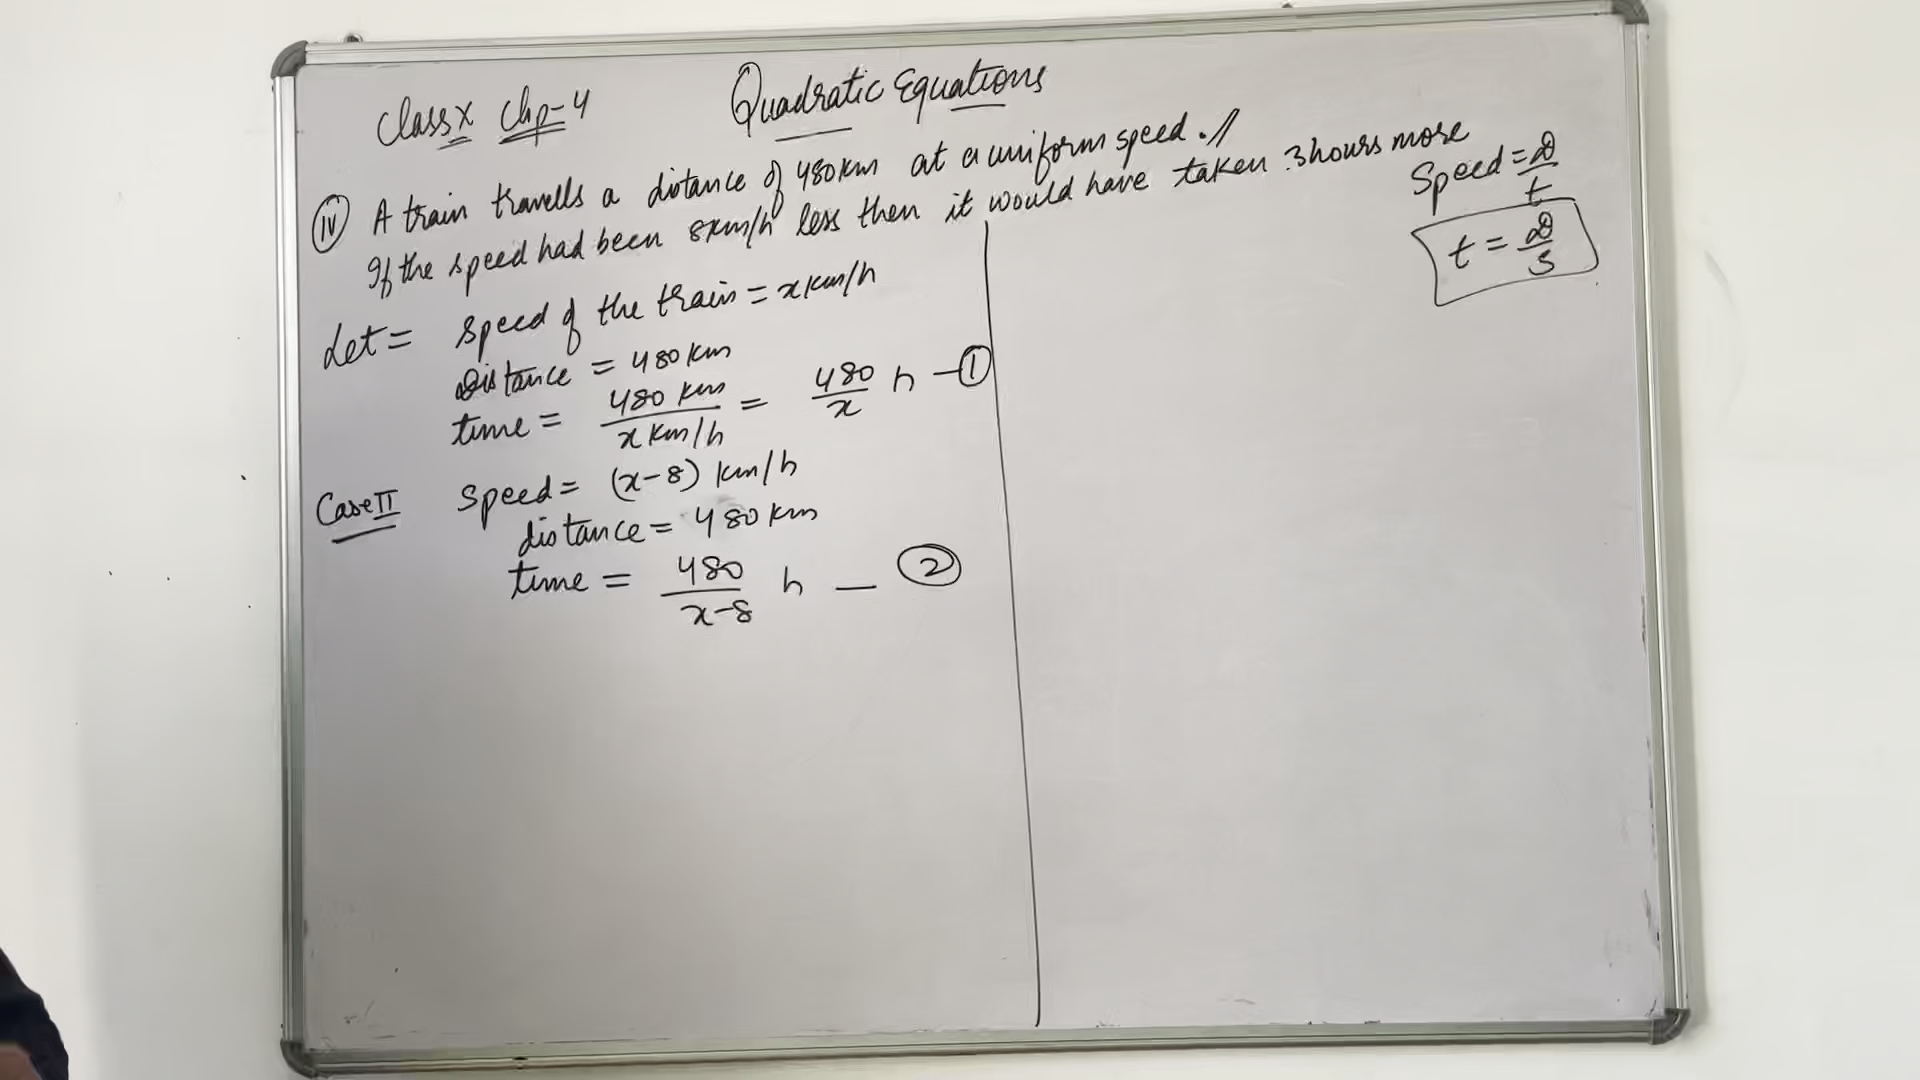 Class X Chp-4
Quadratic Equations
(IV) A train travells a distance of 480km at a uniform speed.//
If the speed had been 8km/h less then it would have taken 3hours more
Speed = D/t
t = D/S
Let = Speed of the train = x km/h
Distance = 480 km
time = 480 km / x km/h = 480/x h - (1)
Case II Speed = (x-8) km/h
distance = 480 km
time = 480/x-8 h - (2)